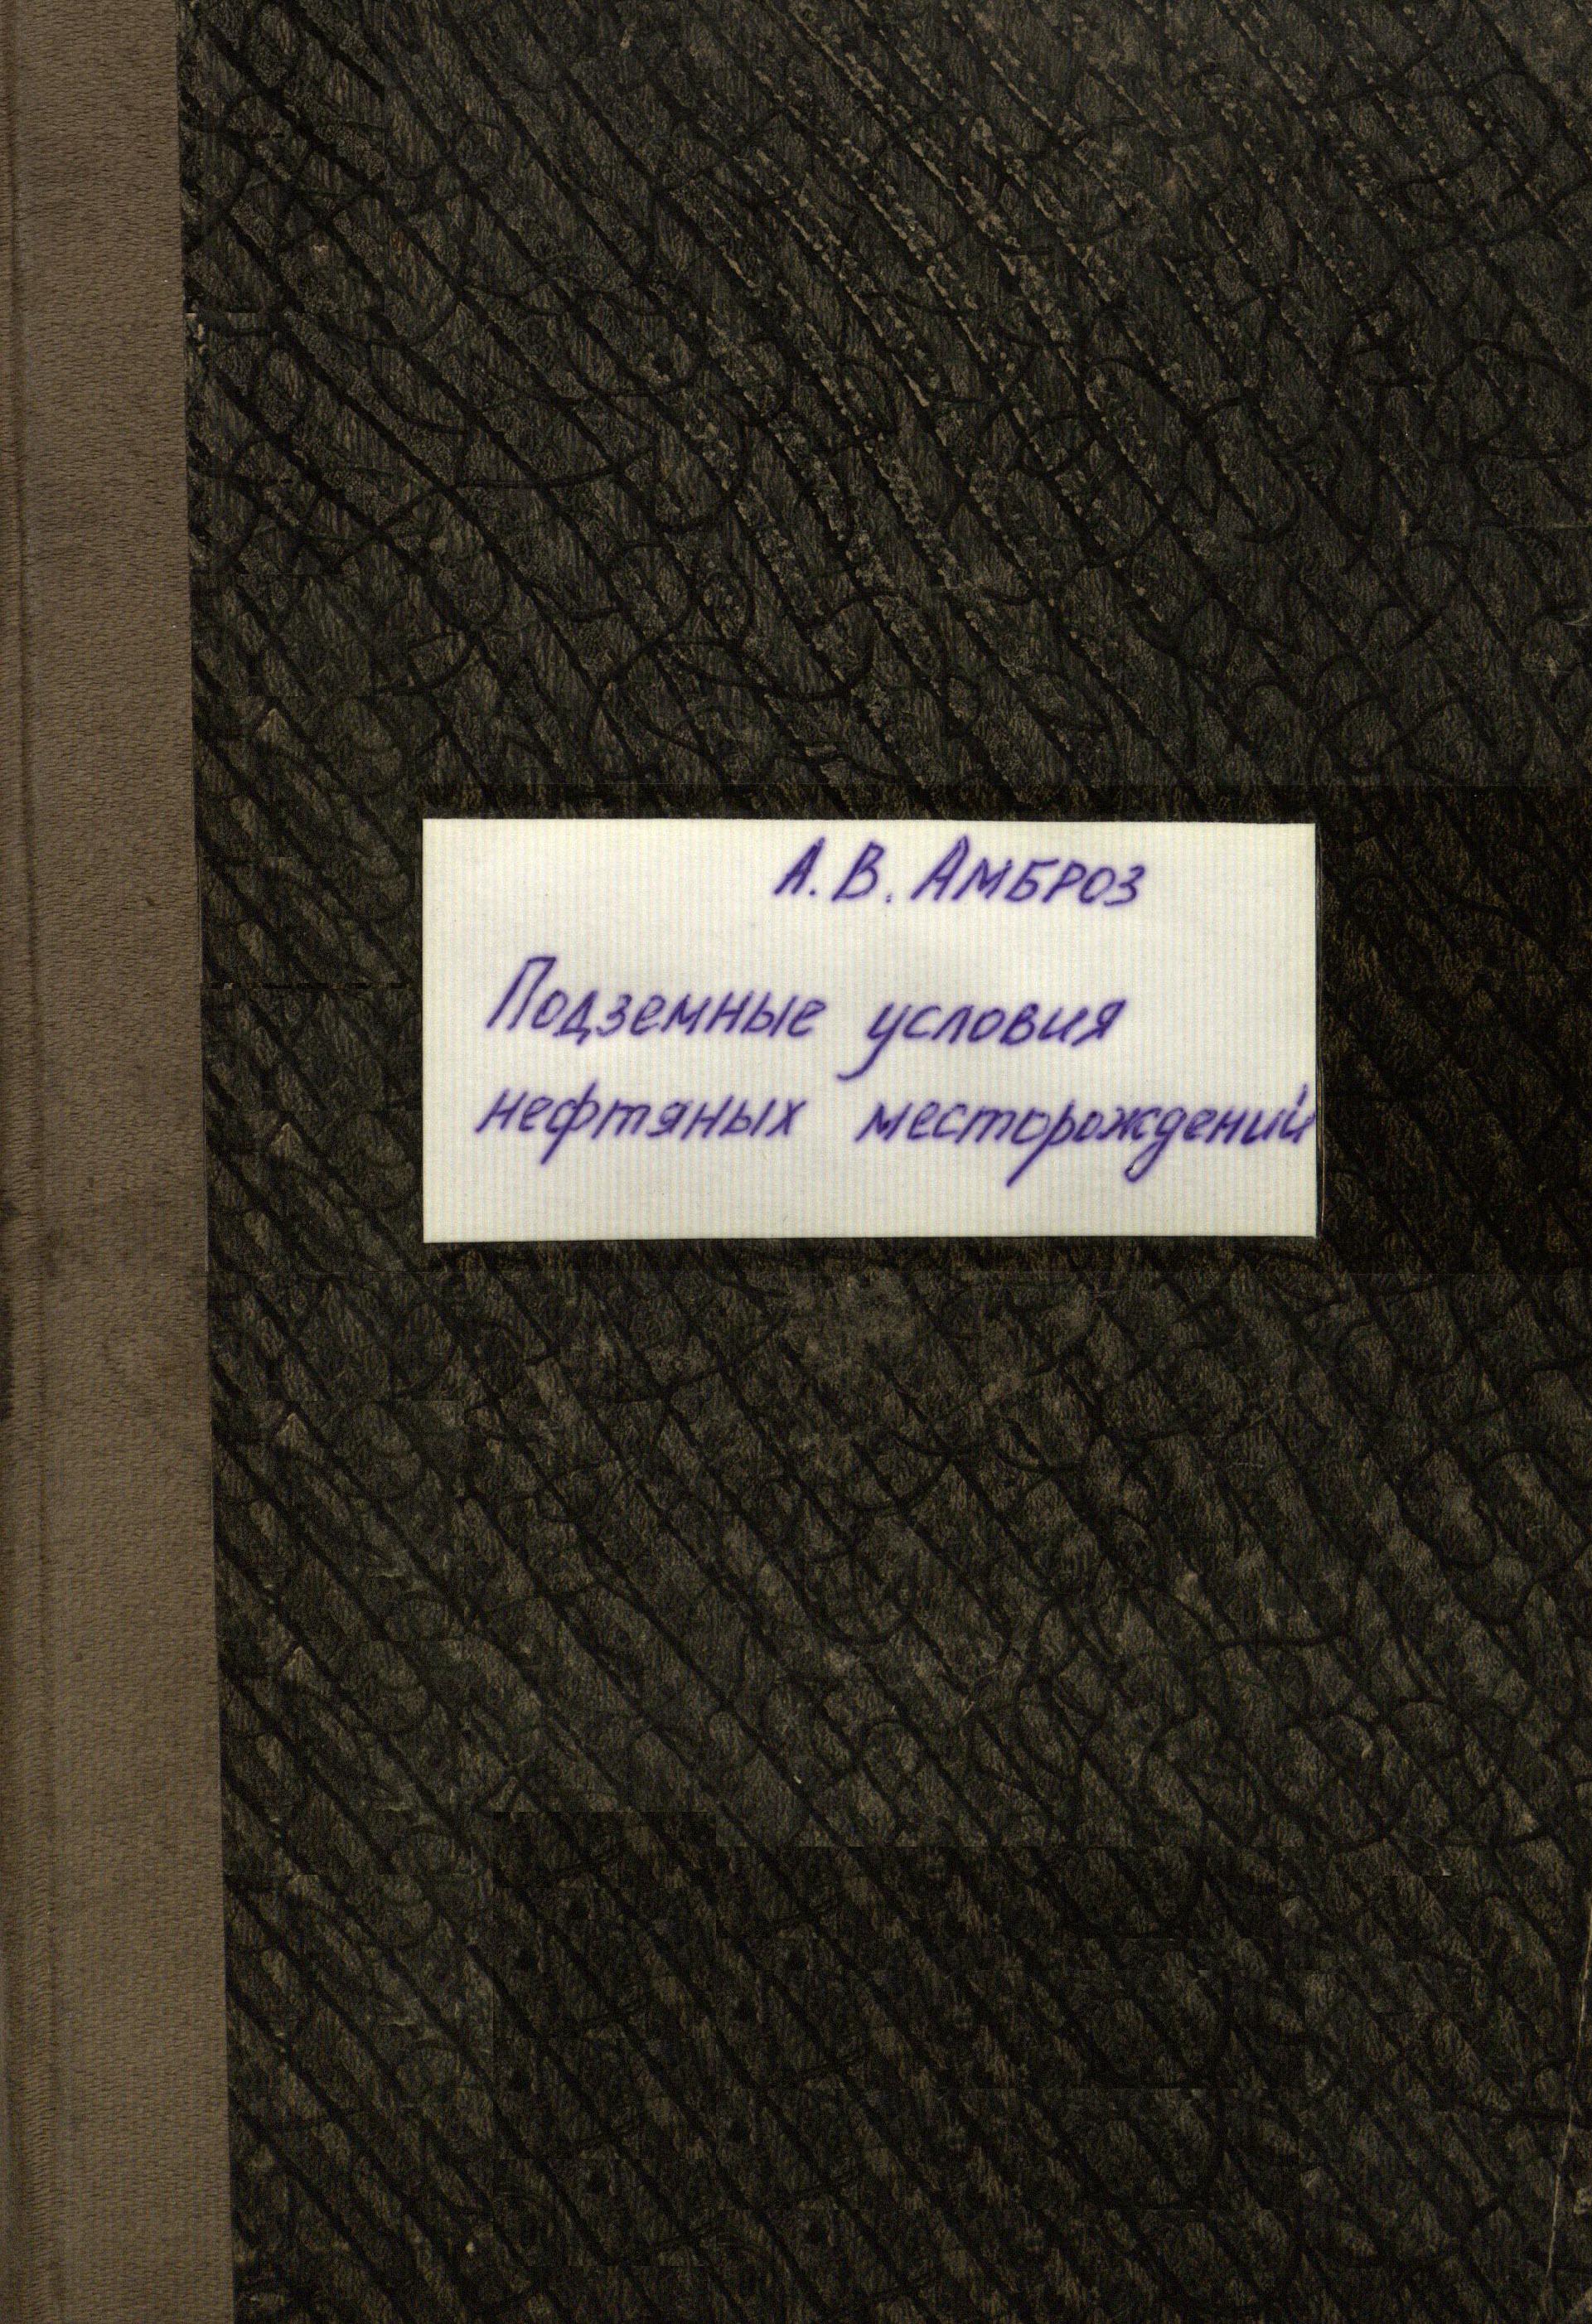 А. В. Амброз
Подземные условия
нефтяных месторождений